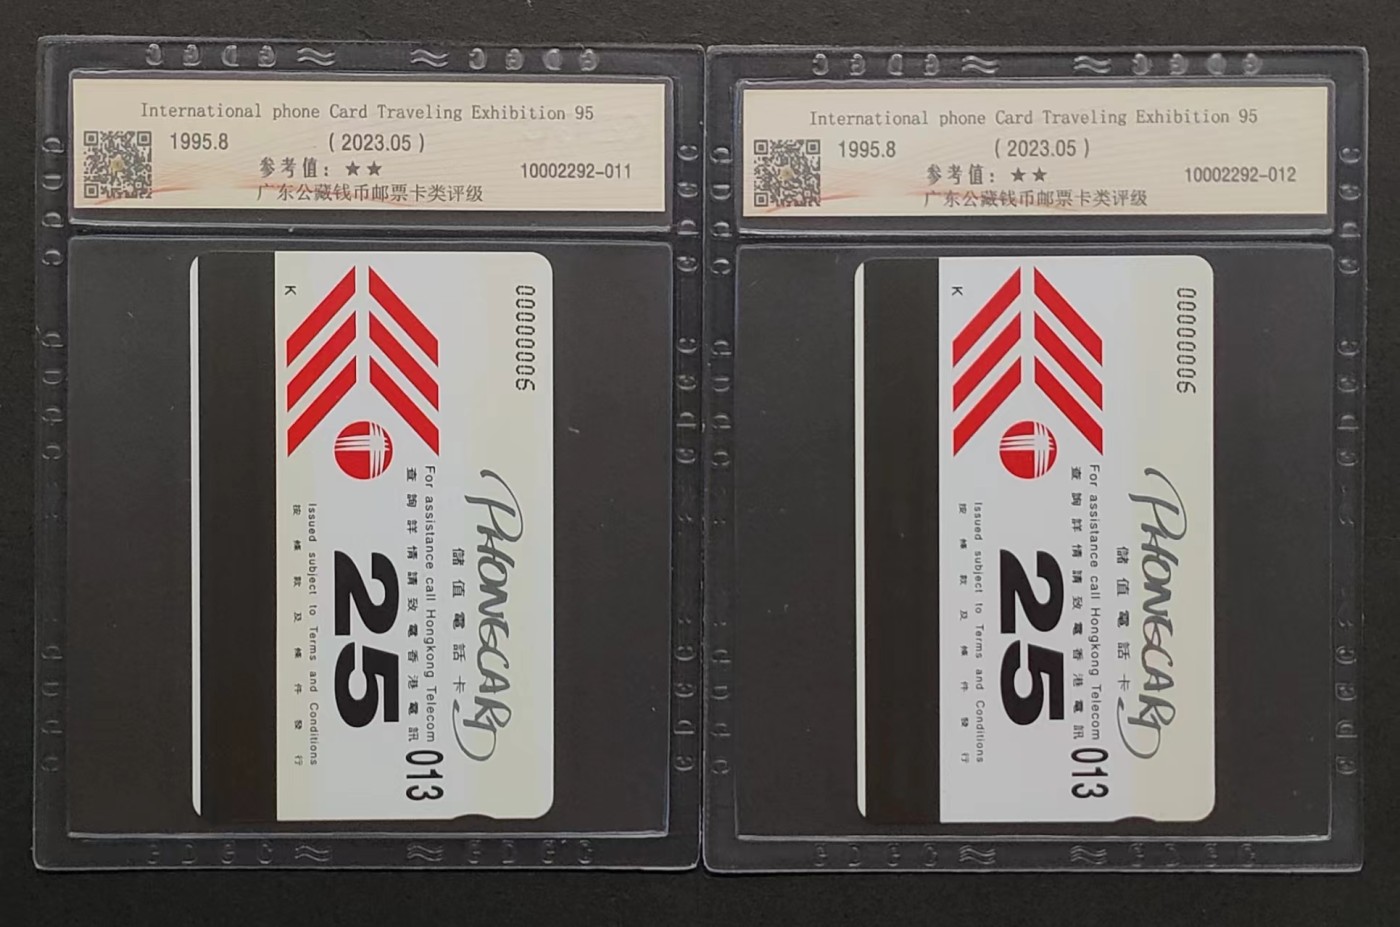 International phone Card Traveling Exhibition 95
1995.8
(2023.05)
参考值：★★
10002292-011
广东公藏钱币邮票卡类评级
K
00000006
PHONECARD
儲值電話卡
For assistance call Hongkong Telecom
查詢詳情請致電香港電訊
013
25
Issued subject to Terms and Conditions
按條款及條件發行
International phone Card Traveling Exhibition 95
1995.8
(2023.05)
参考值：★★
10002292-012
广东公藏钱币邮票卡类评级
K
00000006
PHONECARD
儲值電話卡
For assistance call Hongkong Telecom
查詢詳情請致電香港電訊
013
25
Issued subject to Terms and Conditions
按條款及條件發行